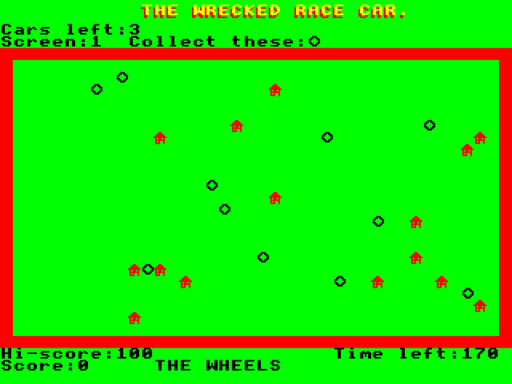 THE WRECKED RACE CAR.
Cars left:3
Screen:1 Collect these:
Hi-score:100 Time left:170
Score:0 THE WHEELS